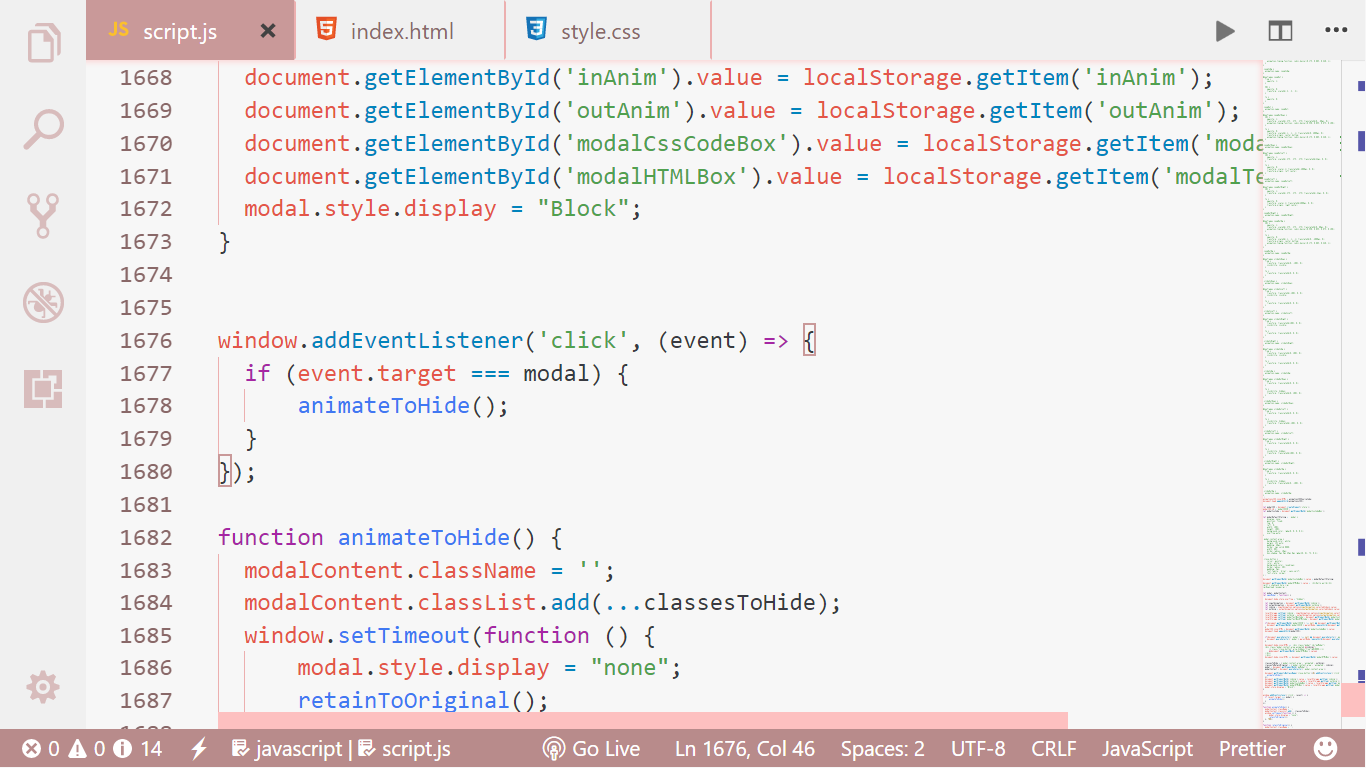 JS script.js × index.html style.css
1668 document.getElementById('inAnim').value = localStorage.getItem('inAnim');
1669 document.getElementById('outAnim').value = localStorage.getItem('outAnim');
1670 document.getElementById('modalCssCodeBox').value = localStorage.getItem('moda
1671 document.getElementById('modalHTMLBox').value = localStorage.getItem('modalTe
1672 modal.style.display = "Block";
1673 }
1674
1675
1676 window.addEventListener('click', (event) => {
1677 if (event.target === modal) {
1678 animateToHide();
1679 }
1680 });
1681
1682 function animateToHide() {
1683 modalContent.className = '';
1684 modalContent.classList.add(...classesToHide);
1685 window.setTimeout(function () {
1686 modal.style.display = "none";
1687 retainToOriginal();
0 0 14 javascript | script.js Go Live Ln 1676, Col 46 Spaces: 2 UTF-8 CRLF JavaScript Prettier